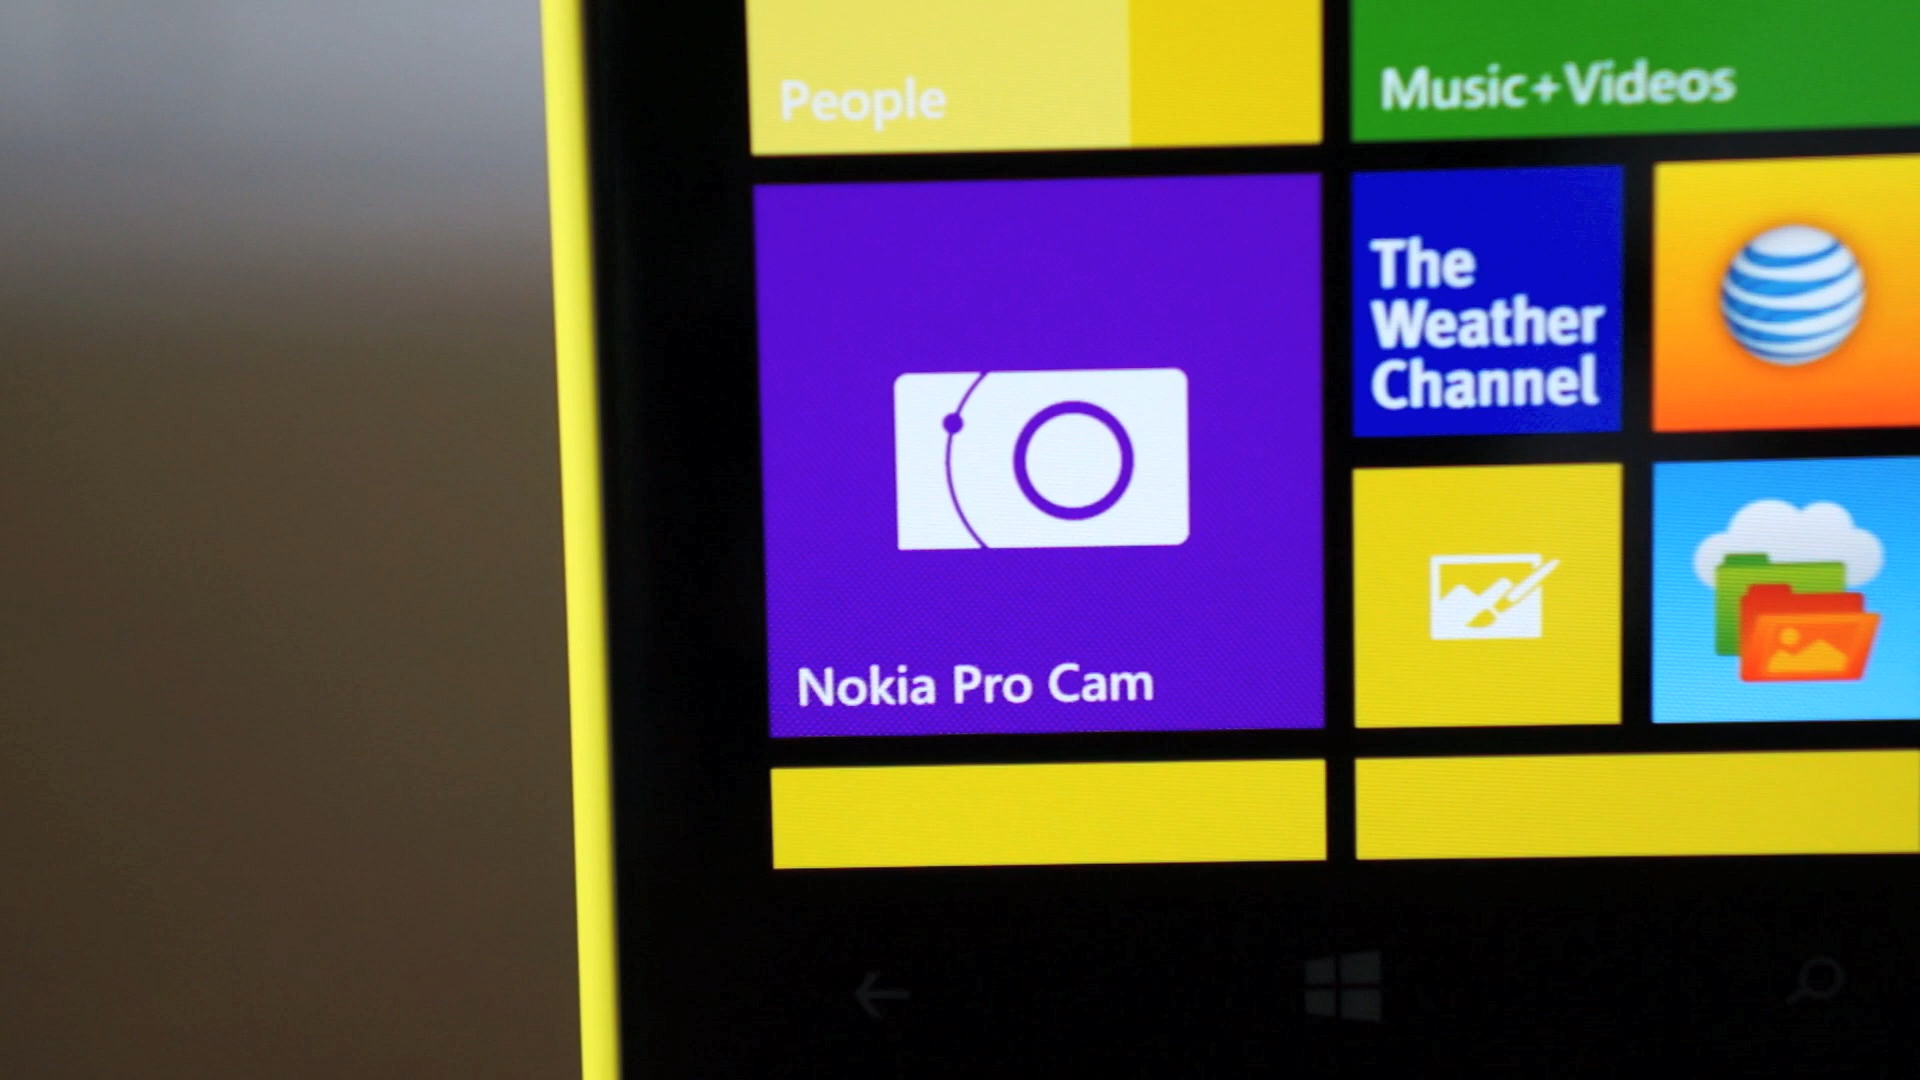 People
Music+Videos
The
Weather
Channel
Nokia Pro Cam